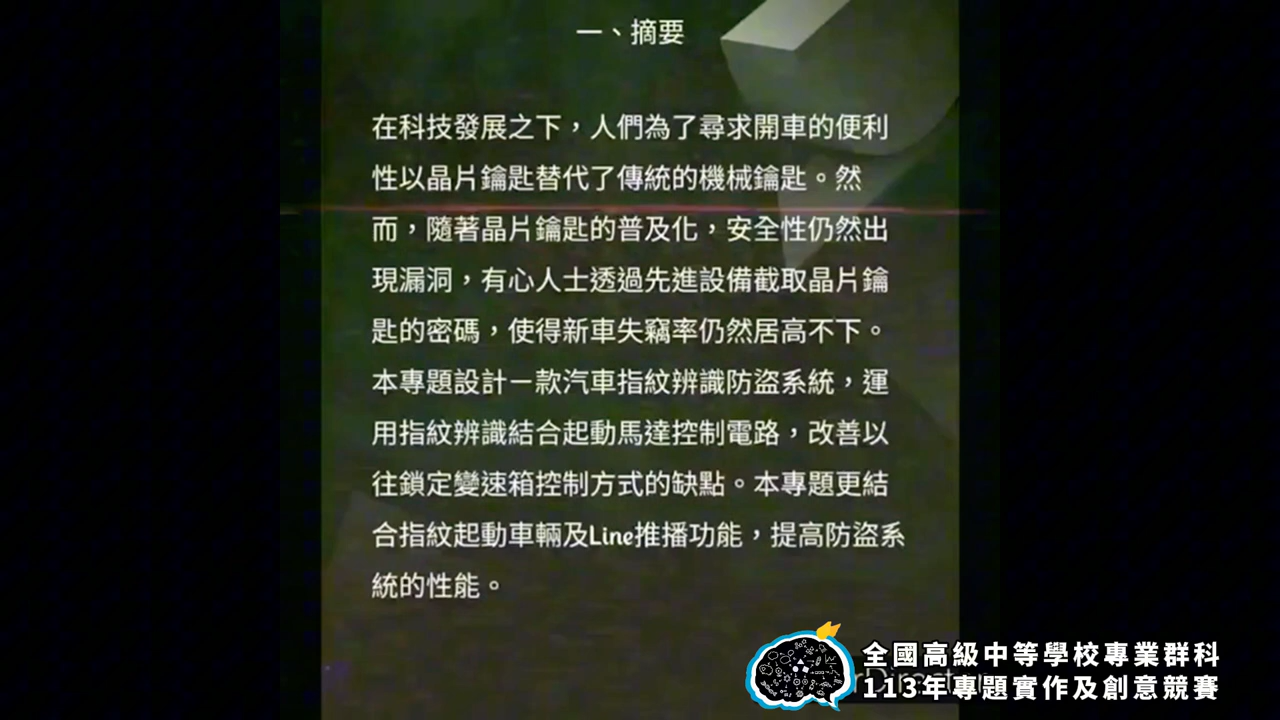 一、摘要
在科技發展之下，人們為了尋求開車的便利
性以晶片鑰匙替代了傳統的機械鑰匙。然
而，隨著晶片鑰匙的普及化，安全性仍然出
現漏洞，有心人士透過先進設備截取晶片鑰
匙的密碼，使得新車失竊率仍然居高不下。
本專題設計一款汽車指紋辨識防盜系統，運
用指紋辨識結合起動馬達控制電路，改善以
往鎖定變速箱控制方式的缺點。本專題更結
合指紋起動車輛及Line推播功能，提高防盜系
統的性能。
全國高級中等學校專業群科
113年專題實作及創意競賽